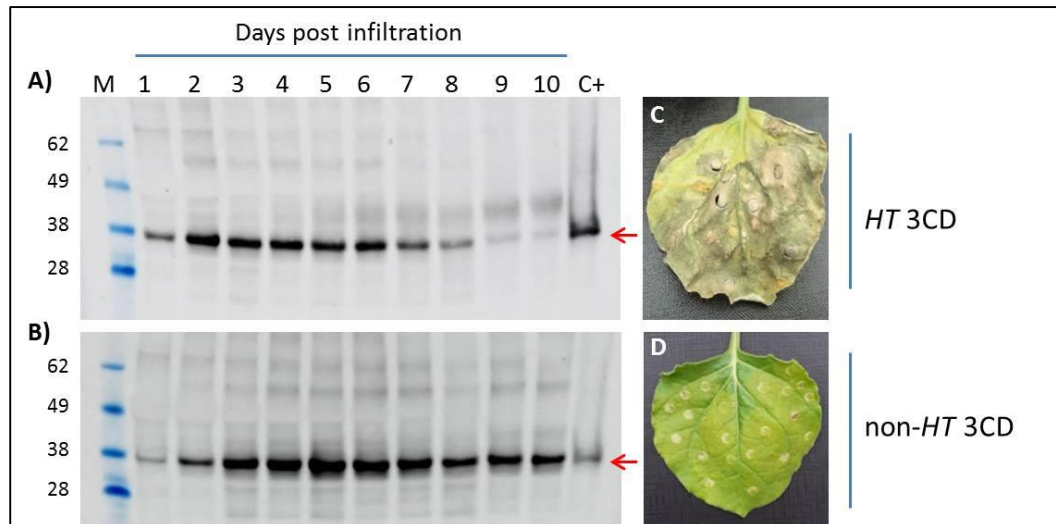 Days post infiltration
A) M 1 2 3 4 5 6 7 8 9 10 C+
62
49
38
28
C
HT 3CD
B)
62
49
38
28
D
non-HT 3CD